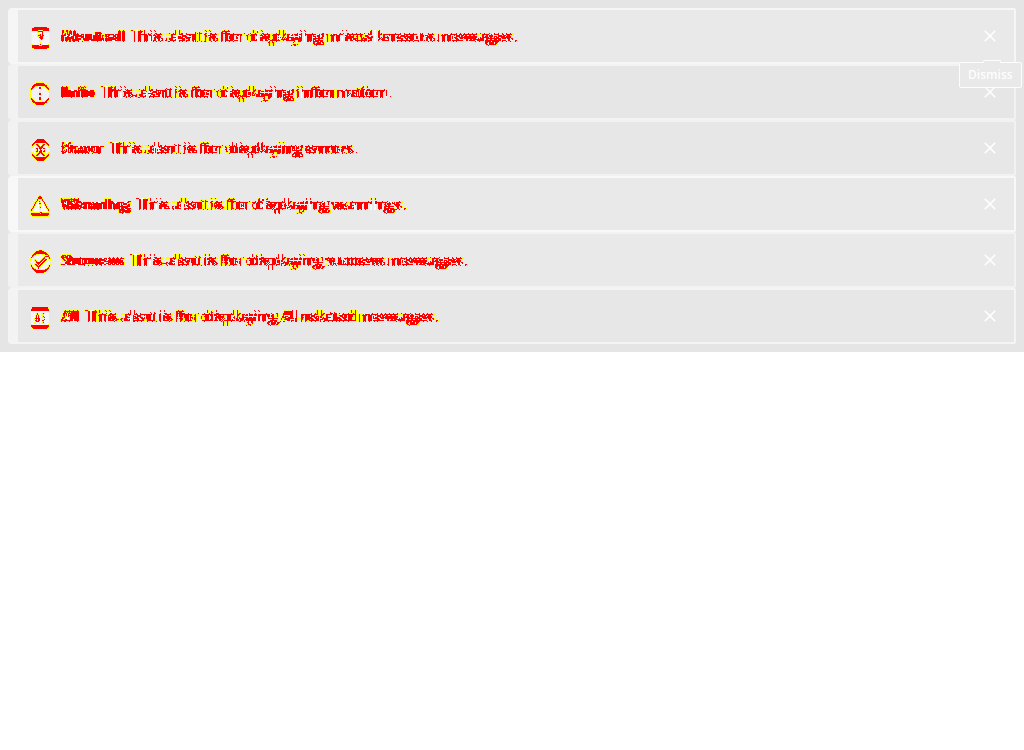 This alert is for displaying messages.
Dismiss
Info This alert is for displaying information.
Error This alert is for displaying errors.
Warning This alert is for displaying warnings.
Success This alert is for displaying success messages.
AI This alert is for displaying AI related messages.